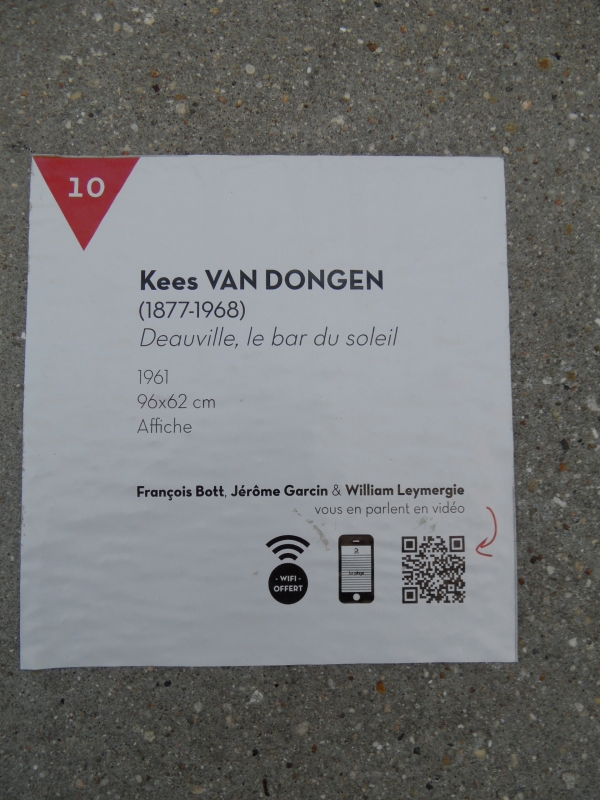 10
Kees VAN DONGEN
(1877-1968)
Deauville, le bar du soleil
1961
96x62 cm
Affiche
François Bott, Jérôme Garcin & William Leymergie
vous en parlent en vidéo
- WIFI -
OFFERT